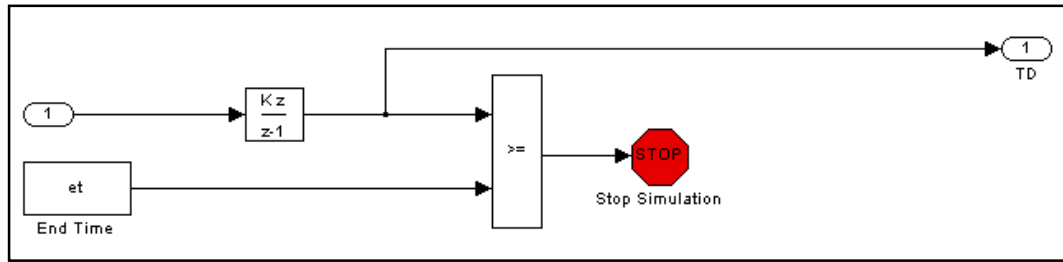 1
TD
1
K z
z-1
>=
STOP
Stop Simulation
et
End Time